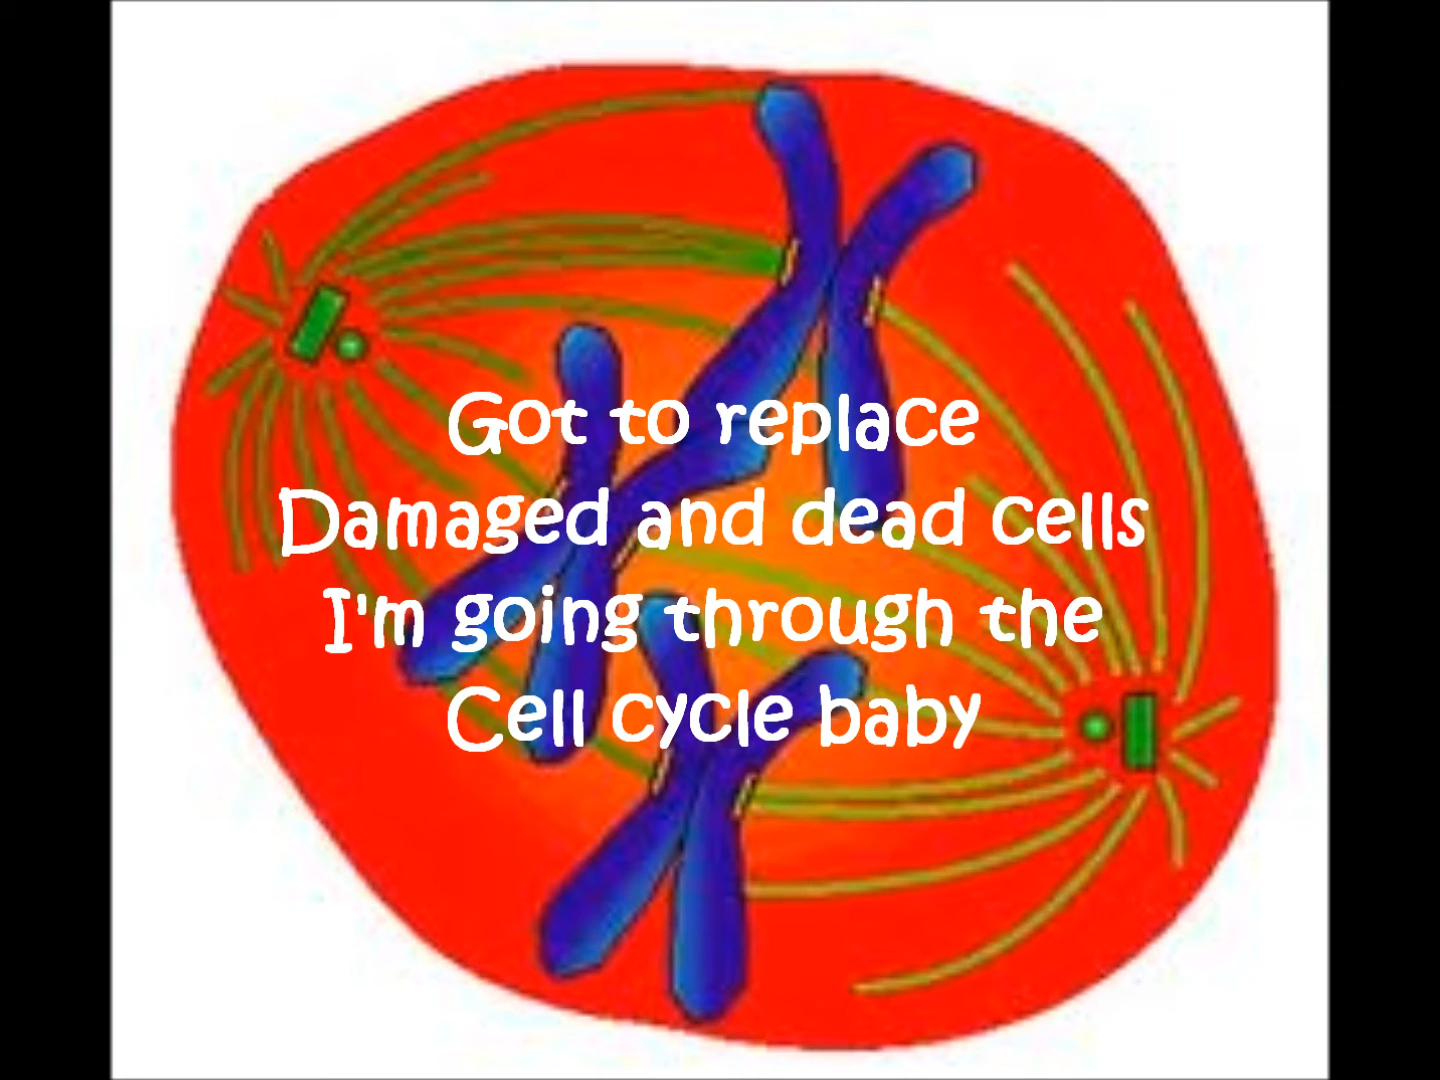 Got to replace
Damaged and dead cells
I'm going through the
Cell cycle baby